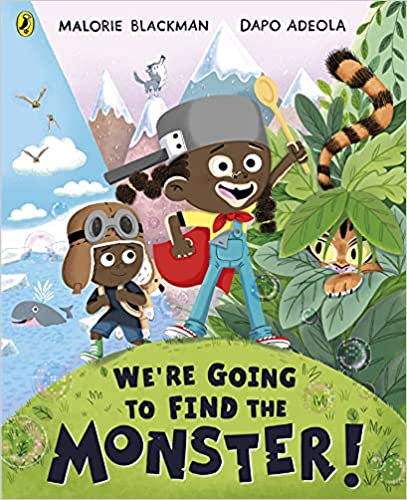 MALORIE BLACKMAN DAPO ADEOLA
WE'RE GOING
TO FIND THE
MONSTER!